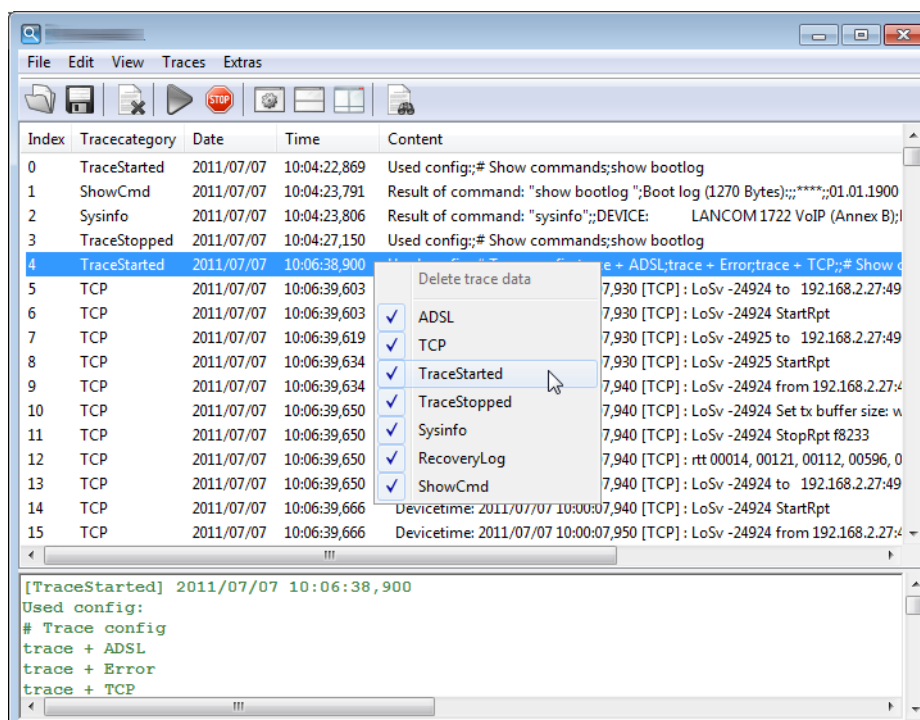 File Edit View Traces Extras
STOP
Index Tracecategory Date Time Content
0 TraceStarted 2011/07/07 10:04:22,869 Used config:;# Show commands;show bootlog
1 ShowCmd 2011/07/07 10:04:23,791 Result of command: "show bootlog ";Boot log (1270 Bytes):;;****;;01.01.1900
2 Sysinfo 2011/07/07 10:04:23,806 Result of command: "sysinfo";;DEVICE: LANCOM 1722 VoIP (Annex B);
3 TraceStopped 2011/07/07 10:04:27,150 Used config:;# Show commands;show bootlog
4 TraceStarted 2011/07/07 10:06:38,900 e + ADSL;trace + Error;trace + TCP;;# Show
5 TCP 2011/07/07 10:06:39,603 7,930 [TCP] : LoSv -24924 to 192.168.2.27:49
6 TCP 2011/07/07 10:06:39,603 7,930 [TCP] : LoSv -24924 StartRpt
7 TCP 2011/07/07 10:06:39,619 7,930 [TCP] : LoSv -24925 to 192.168.2.27:49
8 TCP 2011/07/07 10:06:39,634 7,930 [TCP] : LoSv -24925 StartRpt
9 TCP 2011/07/07 10:06:39,634 7,940 [TCP] : LoSv -24924 from 192.168.2.27:4
10 TCP 2011/07/07 10:06:39,650 7,940 [TCP] : LoSv -24924 Set tx buffer size: w
11 TCP 2011/07/07 10:06:39,650 7,940 [TCP] : LoSv -24924 StopRpt f8233
12 TCP 2011/07/07 10:06:39,650 7,940 [TCP] : rtt 00014, 00121, 00112, 00596, 0
13 TCP 2011/07/07 10:06:39,650 7,940 [TCP] : LoSv -24924 to 192.168.2.27:49
14 TCP 2011/07/07 10:06:39,666 Devicetime: 2011/07/07 10:00:07,950 [TCP] : LoSv -24924 StartRpt
15 TCP 2011/07/07 10:06:39,666 Devicetime: 2011/07/07 10:00:07,950 [TCP] : LoSv -24924 from 192.168.2.27:4
Delete trace data
ADSL
TCP
TraceStarted
TraceStopped
Sysinfo
RecoveryLog
ShowCmd
[TraceStarted] 2011/07/07 10:06:38,900
Used config:
# Trace config
trace + ADSL
trace + Error
trace + TCP